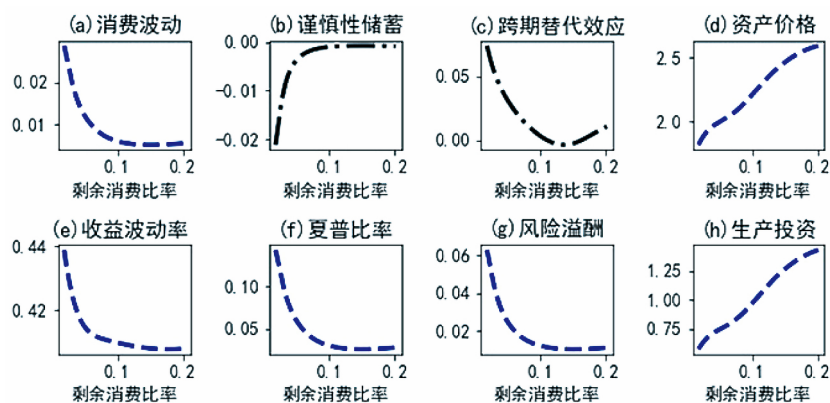 (a)消费波动
(b)谨慎性储蓄
(c)跨期替代效应
(d)资产价格
0.02
0.01
0.1
0.2
剩余消费比率
0.00
-0.01
-0.02
0.1
0.2
剩余消费比率
0.05
0.00
0.1
0.2
剩余消费比率
2.5
2.0
0.1
0.2
剩余消费比率
(e)收益波动率
(f)夏普比率
(g)风险溢酬
(h)生产投资
0.44
0.42
0.1
0.2
剩余消费比率
0.10
0.05
0.1
0.2
剩余消费比率
0.06
0.04
0.02
0.1
0.2
剩余消费比率
1.25
1.00
0.75
0.1
0.2
剩余消费比率